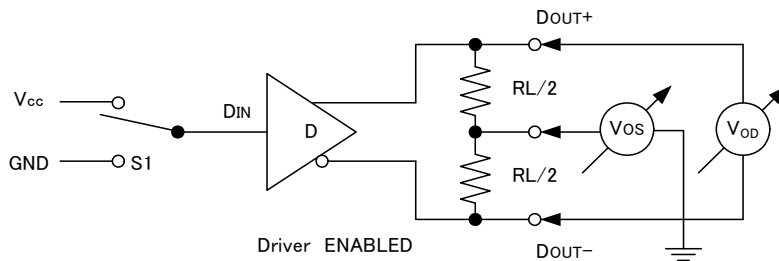 DOUT+
Vcc
DIN
D
RL/2
VOS
VOD
GND
S1
RL/2
Driver ENABLED
DOUT−